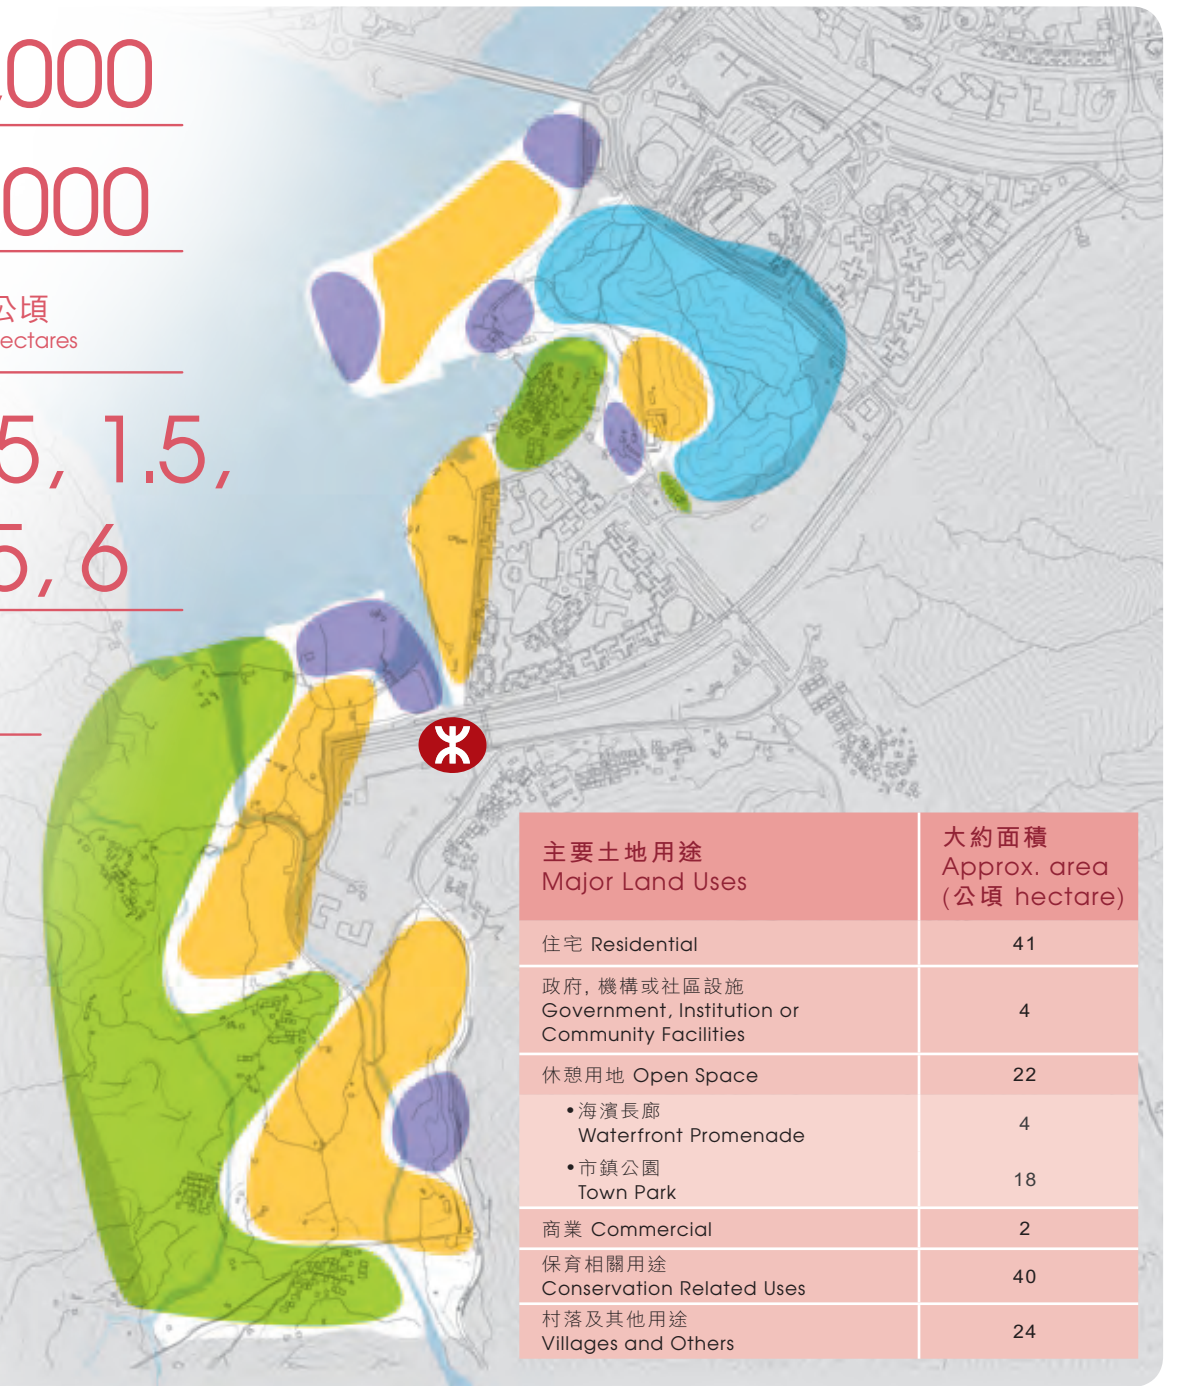 000
000
公頃
ectares
5, 1.5,
5, 6
主要土地用途
Major Land Uses
大約面積
Approx. area
(公頃 hectare)
住宅 Residential
41
政府, 機構或社區設施
Government, Institution or
Community Facilities
4
休憩用地 Open Space
22
•海濱長廊
Waterfront Promenade
4
•市鎮公園
Town Park
18
商業 Commercial
2
保育相關用途
Conservation Related Uses
40
村落及其他用途
Villages and Others
24